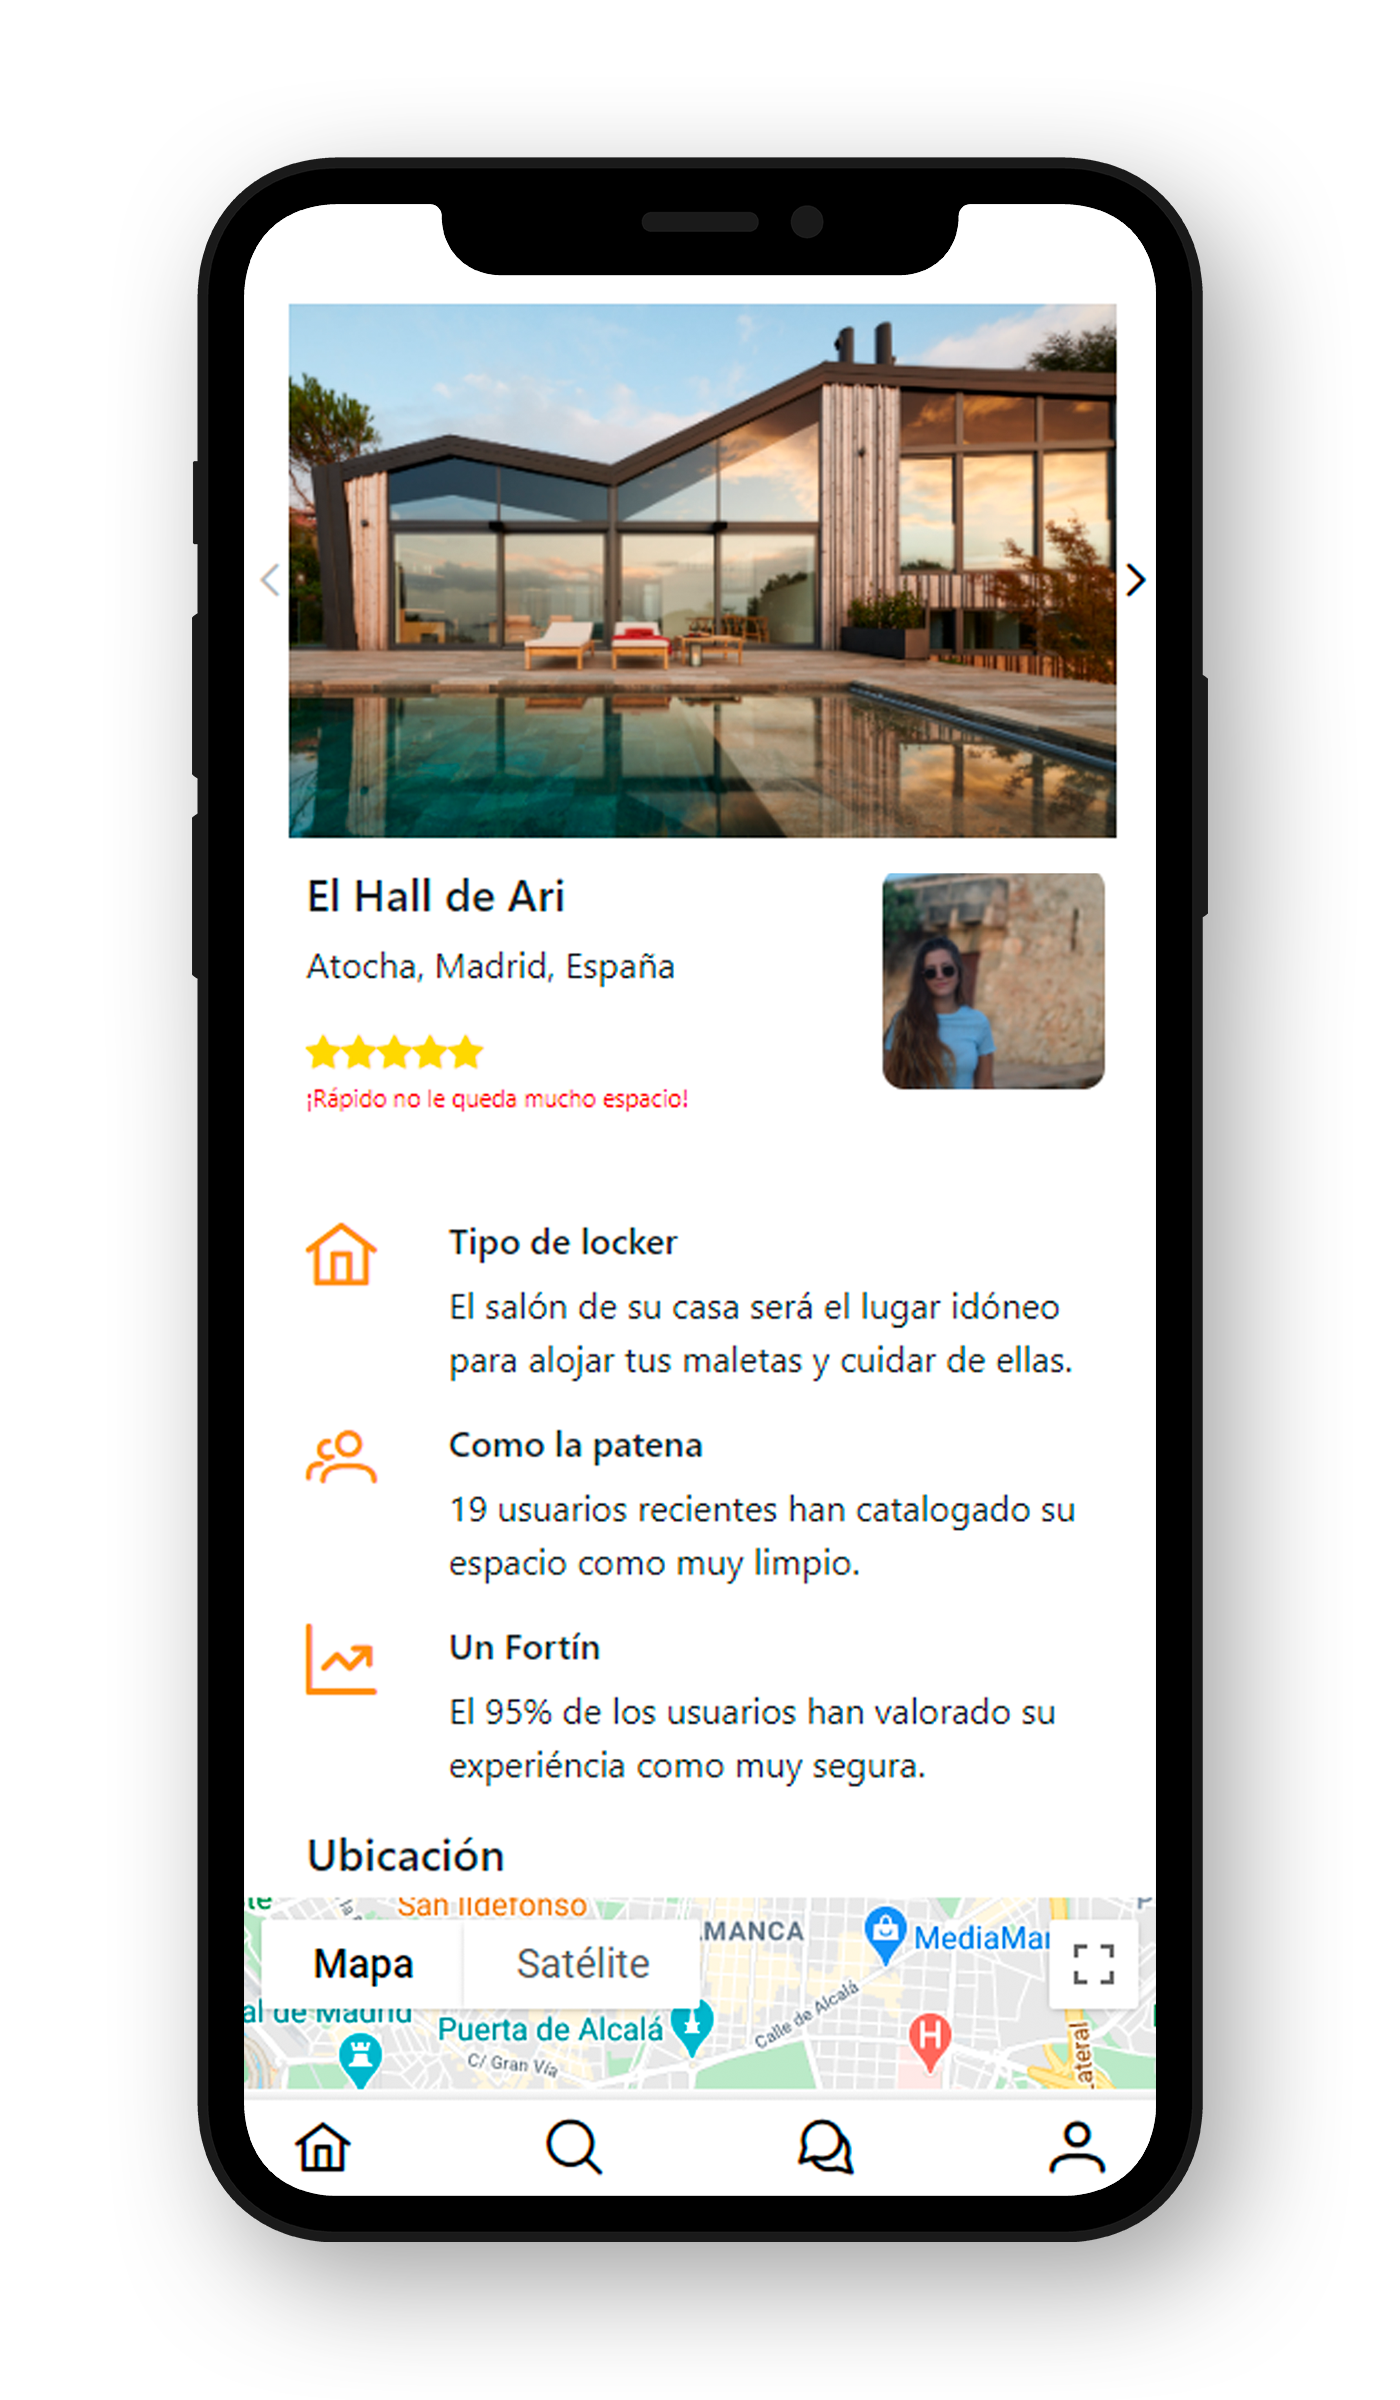 El Hall de Ari
Atocha, Madrid, España
¡Rápido no le queda mucho espacio!
Tipo de locker
El salón de su casa será el lugar idóneo
para alojar tus maletas y cuidar de ellas.
Como la patena
19 usuarios recientes han catalogado su
espacio como muy limpio.
Un Fortín
El 95% de los usuarios han valorado su
experiéncia como muy segura.
Ubicación
San Ildefonso
MANCA
MediaMar
Mapa
Satélite
al de Madrid
Puerta de Alcalá
Calle de Alcalá
H
C/ Gran Vía
Lateral